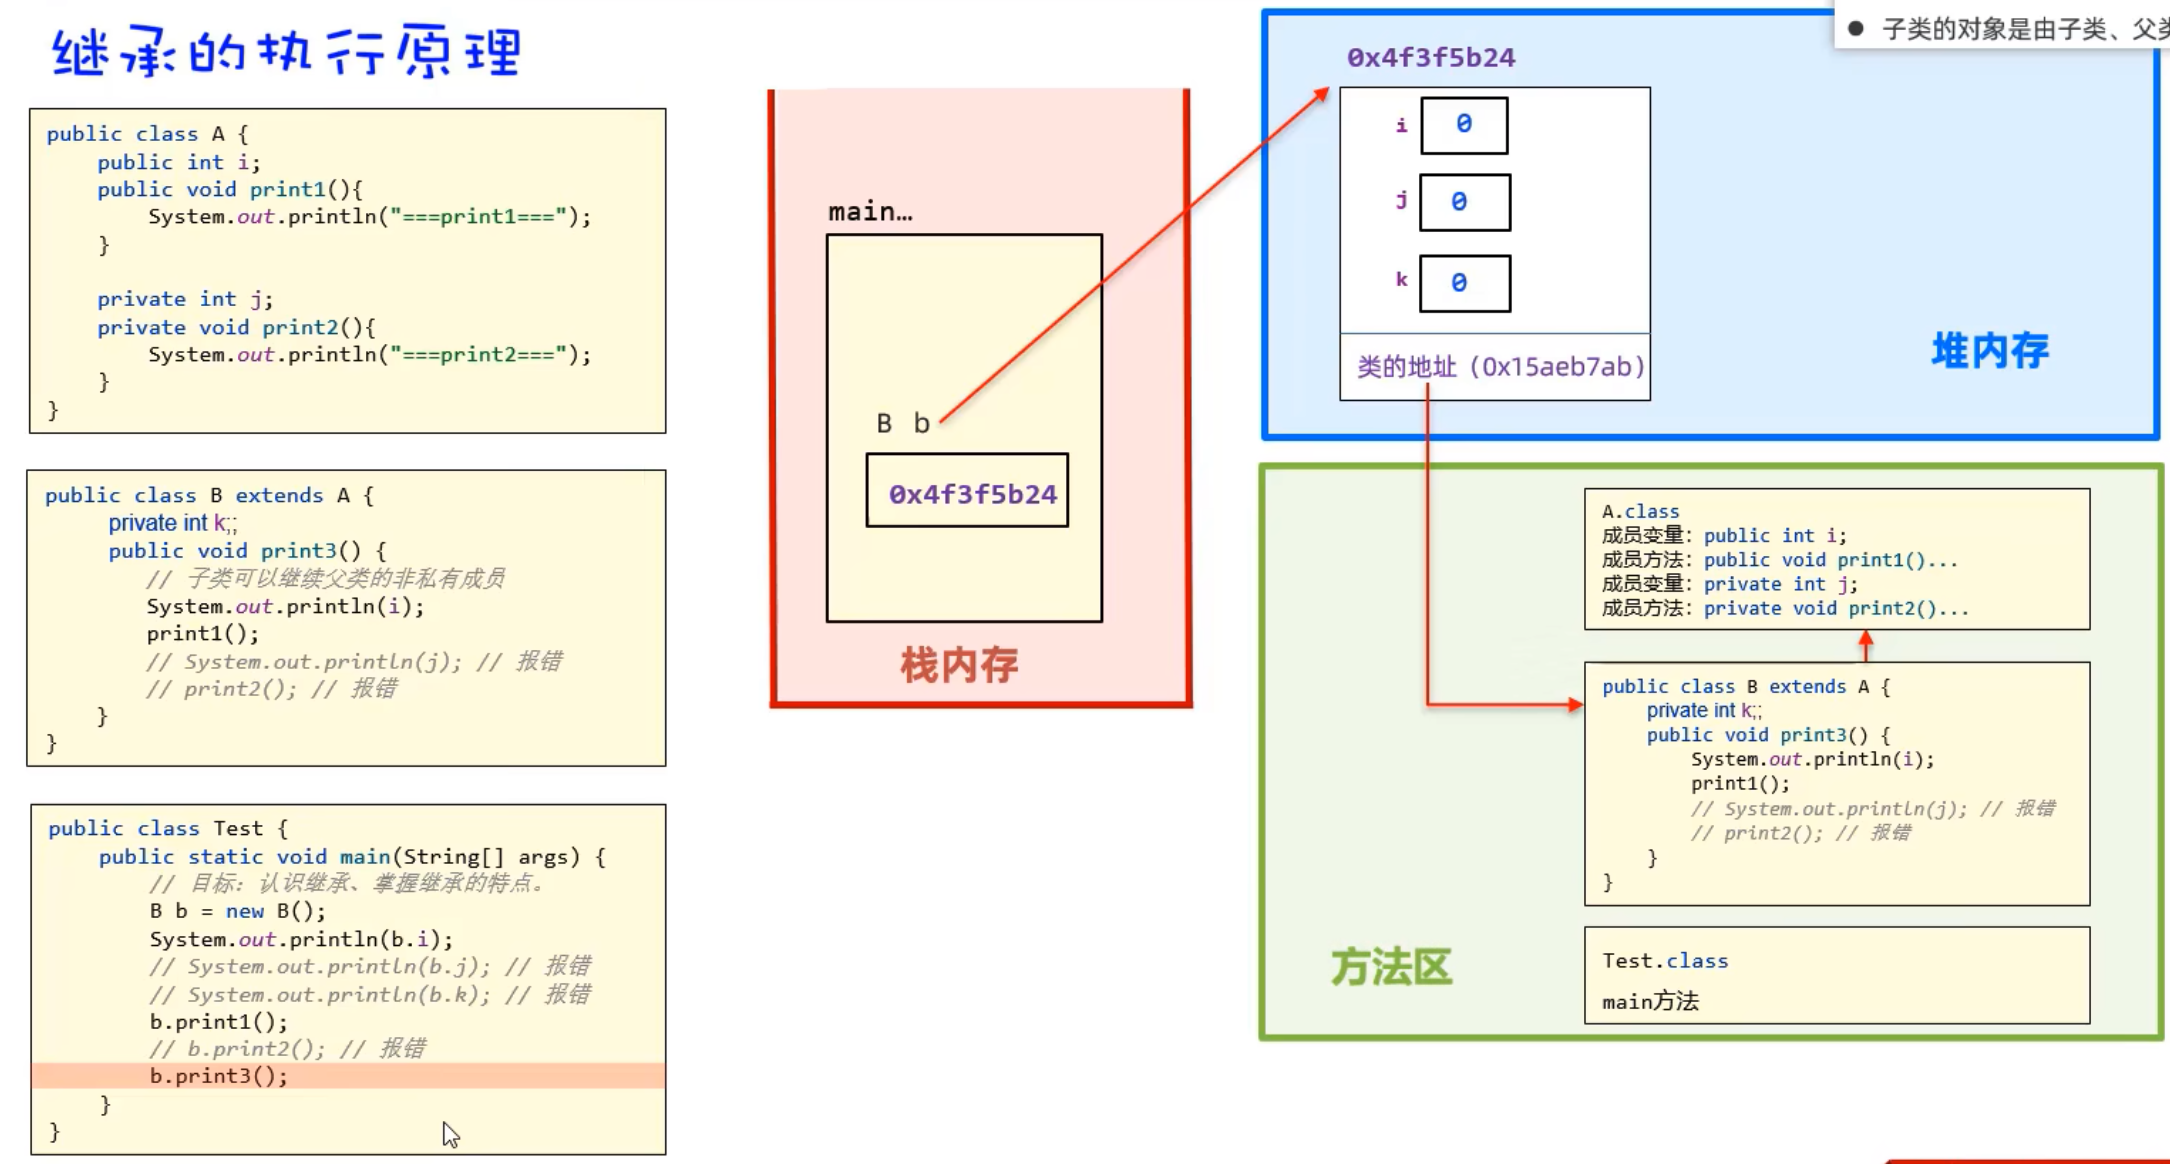 继承的执行原理
public class A {
public int i;
public void print1(){
System.out.println("===print1===");
}
private int j;
private void print2(){
System.out.println("===print2===");
}
}
public class B extends A {
private int k;;
public void print3() {
// 子类可以继续父类的非私有成员
System.out.println(i);
print1();
// System.out.println(j); // 报错
// print2(); // 报错
}
}
public class Test {
public static void main(String[] args) {
// 目标：认识继承、掌握继承的特点。
B b = new B();
System.out.println(b.i);
// System.out.println(b.j); // 报错
// System.out.println(b.k); // 报错
b.print1();
// b.print2(); // 报错
b.print3();
}
}
main…
B b
0x4f3f5b24
栈内存
● 子类的对象是由子类、父类
0x4f3f5b24
i 0
j 0
k 0
类的地址（0x15aeb7ab）
堆内存
A.class
成员变量：public int i;
成员方法：public void print1()...
成员变量：private int j;
成员方法：private void print2()...
public class B extends A {
private int k;;
public void print3() {
System.out.println(i);
print1();
// System.out.println(j); // 报错
// print2(); // 报错
}
}
方法区
Test.class
main方法